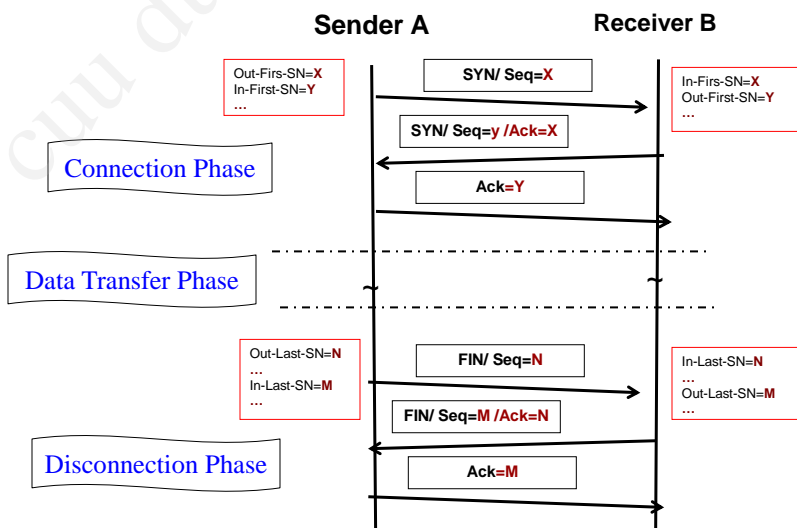 Sender A
Receiver B
Out-Firs-SN=X
In-First-SN=Y
...
SYN/ Seq=X
In-Firs-SN=X
Out-First-SN=Y
...
SYN/ Seq=y /Ack=X
Connection Phase
Ack=Y
Data Transfer Phase
~
~
Out-Last-SN=N
...
In-Last-SN=M
...
FIN/ Seq=N
In-Last-SN=N
...
Out-Last-SN=M
...
FIN/ Seq=M /Ack=N
Disconnection Phase
Ack=M
cuu